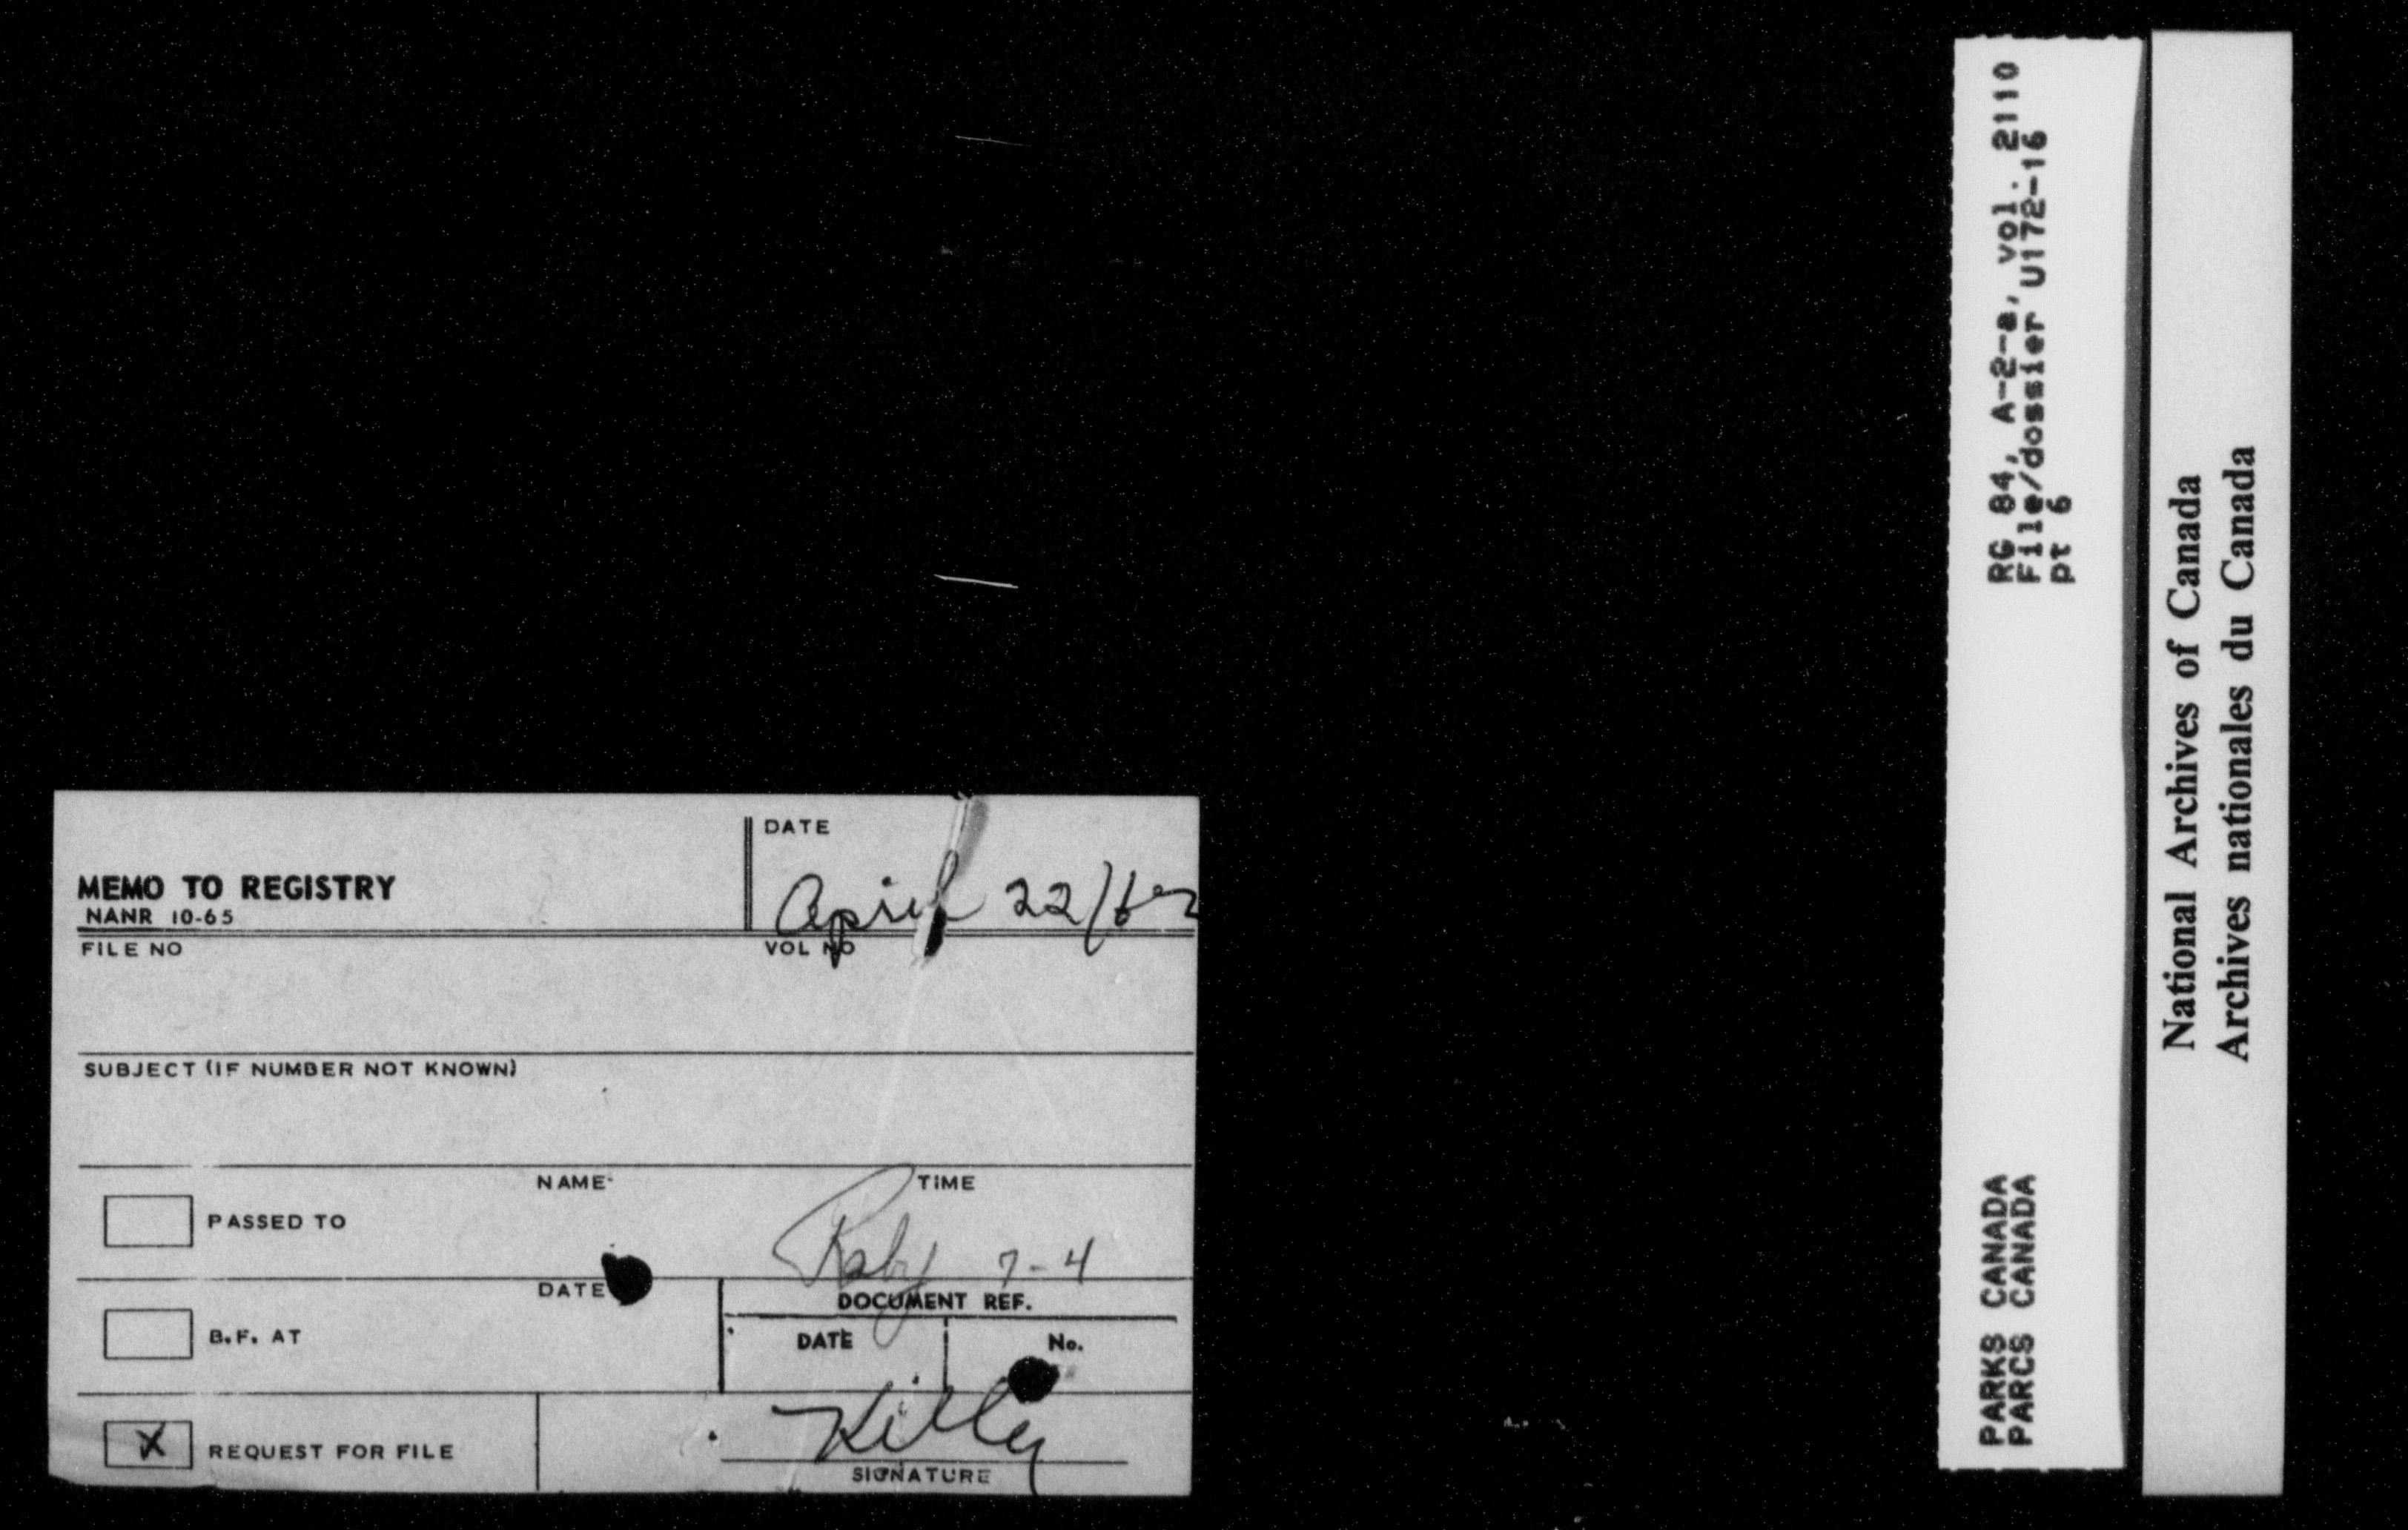 DATE
April 22/62
MEMO TO REGISTRY
NANR 10-65
FILE NO
VOL NO
SUBJECT (IF NUMBER NOT KNOWN)
NAME
TIME
PASSED TO
7-4
DATE
DOCUMENT REF.
B.F. AT
DATE
No.
X REQUEST FOR FILE
SIGNATURE
RG 84, A-2-a, vol. 2110
File/dossier U172-16
pt 6
PARKS CANADA
PARCS CANADA
National Archives of Canada
Archives nationales du Canada